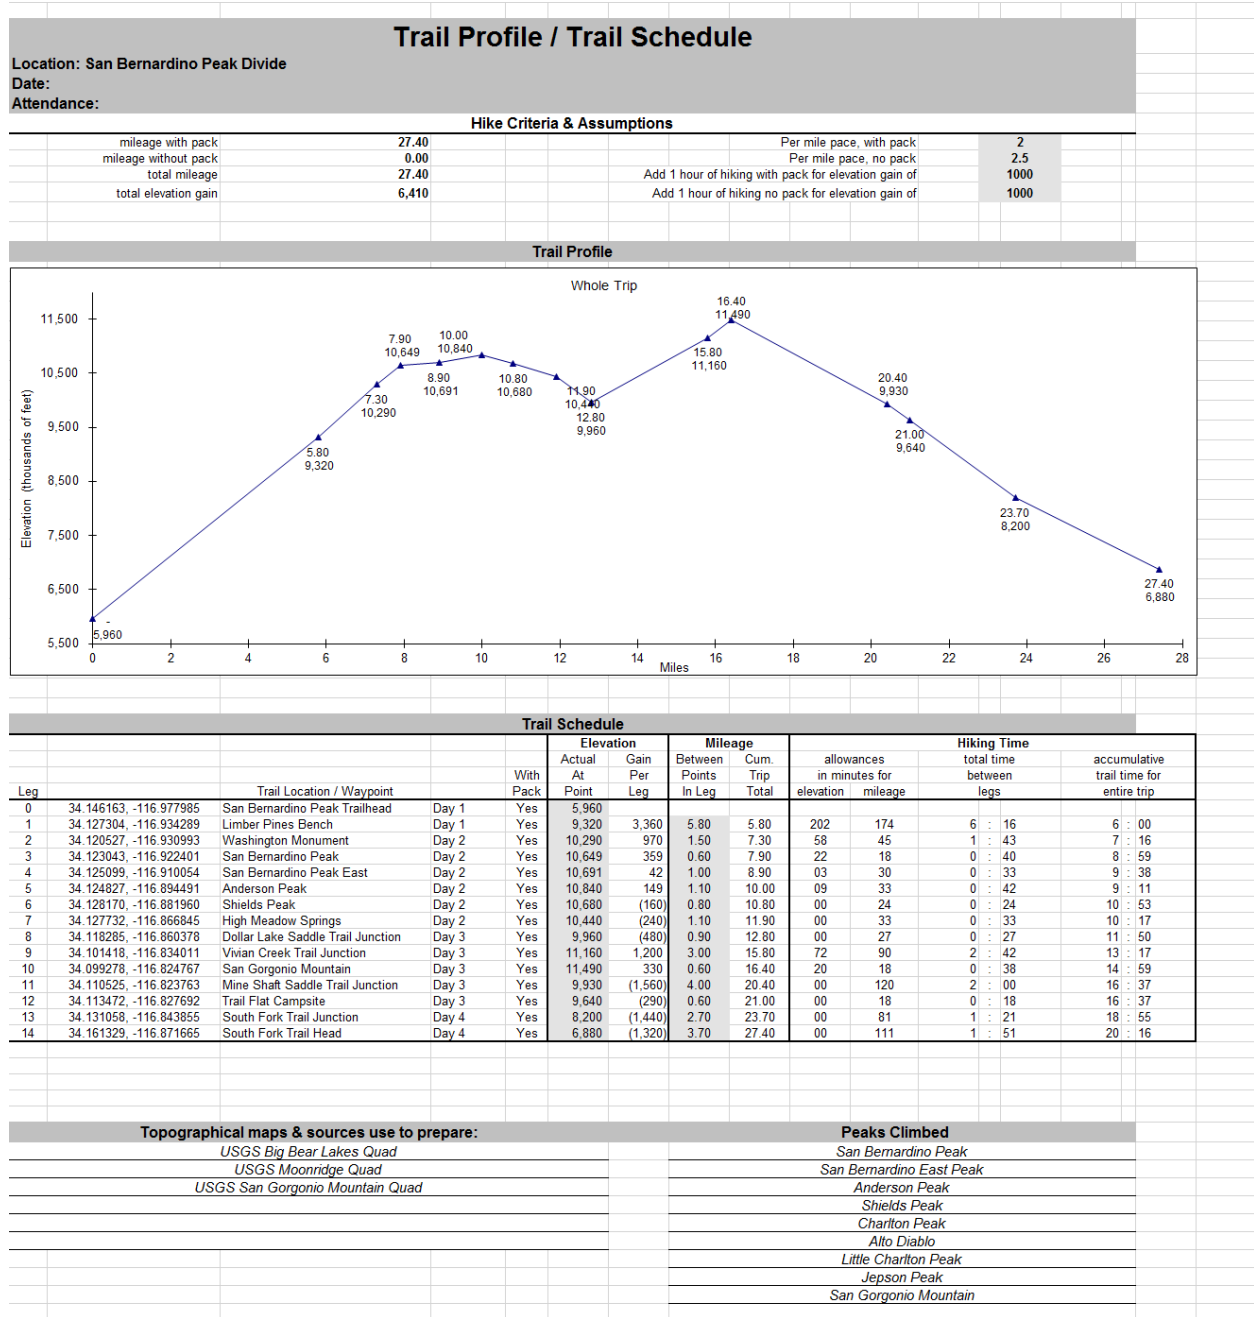 Trail Profile / Trail Schedule
Location: San Bernardino Peak Divide
Date:
Attendance:
Hike Criteria & Assumptions
mileage with pack 27.40 Per mile pace, with pack 2
mileage without pack 0.00 Per mile pace, no pack 2.5
total mileage 27.40 Add 1 hour of hiking with pack for elevation gain of 1000
total elevation gain 6,410 Add 1 hour of hiking no pack for elevation gain of 1000
Trail Profile
Whole Trip
Elevation (thousands of feet)
11,500
10,500
9,500
8,500
7,500
6,500
5,500
-
5,960
5.80
9,320
7.30
10,290
7.90
10,649
8.90
10,691
10.00
10,840
10.80
10,680
11.90
10,440
12.80
9,960
15.80
11,160
16.40
11,490
20.40
9,930
21.00
9,640
23.70
8,200
27.40
6,880
0 2 4 6 8 10 12 14 16 18 20 22 24 26 28
Miles
Trail Schedule
Elevation Mileage Hiking Time
Actual Gain Between Cum. allowances total time accumulative
With At Per Points Trip in minutes for between trail time for
Leg Trail Location / Waypoint Pack Point Leg In Leg Total elevation mileage legs entire trip
0 34.146163, -116.977985 San Bernardino Peak Trailhead Day 1 Yes 5,960
1 34.127304, -116.934289 Limber Pines Bench Day 1 Yes 9,320 3,360 5.80 5.80 202 174 6 : 16 6 : 00
2 34.120527, -116.930993 Washington Monument Day 2 Yes 10,290 970 1.50 7.30 58 45 1 : 43 7 : 16
3 34.123043, -116.922401 San Bernardino Peak Day 2 Yes 10,649 359 0.60 7.90 22 18 0 : 40 8 : 59
4 34.125099, -116.910054 San Bernardino Peak East Day 2 Yes 10,691 42 1.00 8.90 03 30 0 : 33 9 : 38
5 34.124827, -116.894491 Anderson Peak Day 2 Yes 10,840 149 1.10 10.00 09 33 0 : 42 9 : 11
6 34.128170, -116.881960 Shields Peak Day 2 Yes 10,680 (160) 0.80 10.80 00 24 0 : 24 10 : 53
7 34.127732, -116.866845 High Meadow Springs Day 2 Yes 10,440 (240) 1.10 11.90 00 33 0 : 33 10 : 17
8 34.118285, -116.860378 Dollar Lake Saddle Trail Junction Day 3 Yes 9,960 (480) 0.90 12.80 00 27 0 : 27 11 : 50
9 34.101418, -116.834011 Vivian Creek Trail Junction Day 3 Yes 11,160 1,200 3.00 15.80 72 90 2 : 42 13 : 17
10 34.099278, -116.824767 San Gorgonio Mountain Day 3 Yes 11,490 330 0.60 16.40 20 18 0 : 38 14 : 59
11 34.110525, -116.823763 Mine Shaft Saddle Trail Junction Day 3 Yes 9,930 (1,560) 4.00 20.40 00 120 2 : 00 16 : 37
12 34.113472, -116.827692 Trail Flat Campsite Day 3 Yes 9,640 (290) 0.60 21.00 00 18 0 : 18 16 : 37
13 34.131058, -116.843855 South Fork Trail Junction Day 4 Yes 8,200 (1,440) 2.70 23.70 00 81 1 : 21 18 : 55
14 34.161329, -116.871665 South Fork Trail Head Day 4 Yes 6,880 (1,320) 3.70 27.40 00 111 1 : 51 20 : 16
Topographical maps & sources use to prepare: Peaks Climbed
USGS Big Bear Lakes Quad San Bernardino Peak
USGS Moonridge Quad San Bernardino East Peak
USGS San Gorgonio Mountain Quad Anderson Peak
Shields Peak
Charlton Peak
Alto Diablo
Little Charlton Peak
Jepson Peak
San Gorgonio Mountain